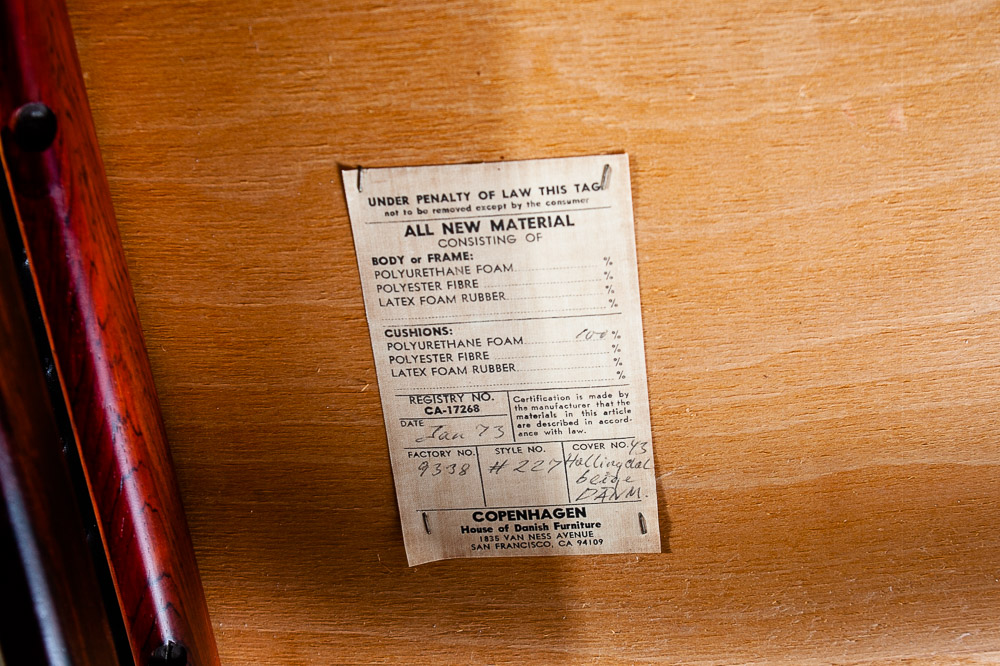 UNDER PENALTY OF LAW THIS TAG
not to be removed except by the consumer
ALL NEW MATERIAL
CONSISTING OF
BODY or FRAME:
POLYURETHANE FOAM %
POLYESTER FIBRE %
LATEX FOAM RUBBER %
%
CUSHIONS:
POLYURETHANE FOAM 100 %
POLYESTER FIBRE %
LATEX FOAM RUBBER %
%
REGISTRY NO.
CA-17268
DATE
Jan 73
Certification is made by
the manufacturer that the
materials in this article
are described in accord-
ance with law.
FACTORY NO.
9338
STYLE NO.
# 227
COVER NO. 43
Hallingdal
beige
DANM.
COPENHAGEN
House of Danish Furniture
1835 VAN NESS AVENUE
SAN FRANCISCO, CA 94109